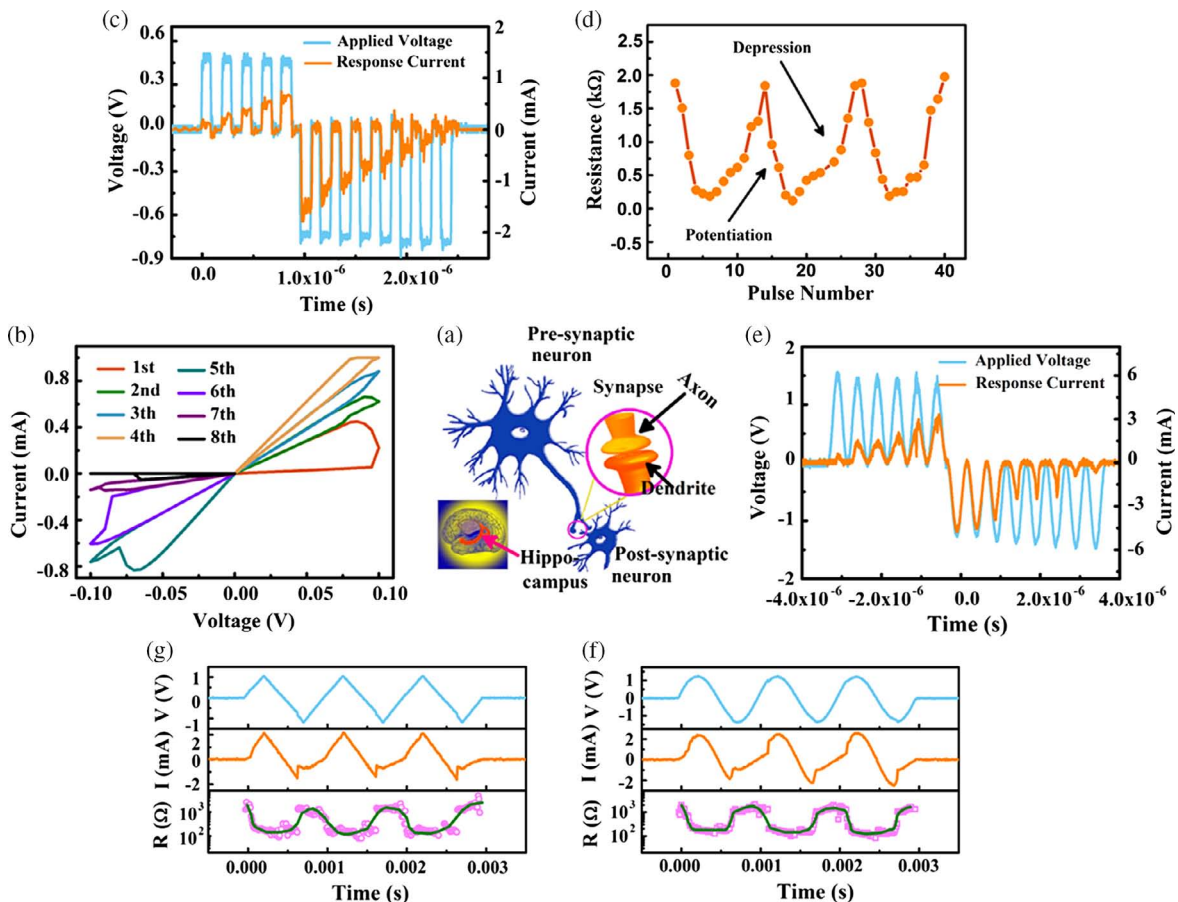 (c)
0.6
0.3
0.0
-0.3
-0.6
-0.9
Voltage (V)
Applied Voltage
Response Current
2
1
0
-1
-2
Current (mA)
0.0
1.0x10⁻⁶
2.0x10⁻⁶
Time (s)
(d)
2.5
2.0
1.5
1.0
0.5
0.0
-0.5
Resistance (kΩ)
Depression
Potentiation
0
10
20
30
40
Pulse Number
(b)
0.8
0.4
0.0
-0.4
-0.8
Current (mA)
1st
2nd
3th
4th
5th
6th
7th
8th
-0.10
-0.05
0.00
0.05
0.10
Voltage (V)
(a)
Pre-synaptic
neuron
Synapse
Axon
Dendrite
Hippo-
campus
Post-synaptic
neuron
(e)
2
1
0
-1
-2
Voltage (V)
Applied Voltage
Response Current
6
3
0
-3
-6
Current (mA)
-4.0x10⁻⁶
-2.0x10⁻⁶
0.0
2.0x10⁻⁶
4.0x10⁻⁶
Time (s)
(g)
1
0
-1
V (V)
2
0
-2
I (mA)
10³
10²
10¹
R (Ω)
0.000
0.001
0.002
0.003
Time (s)
(f)
1
0
-1
V (V)
2
0
-2
I (mA)
10³
10²
10¹
R (Ω)
0.000
0.001
0.002
0.003
Time (s)